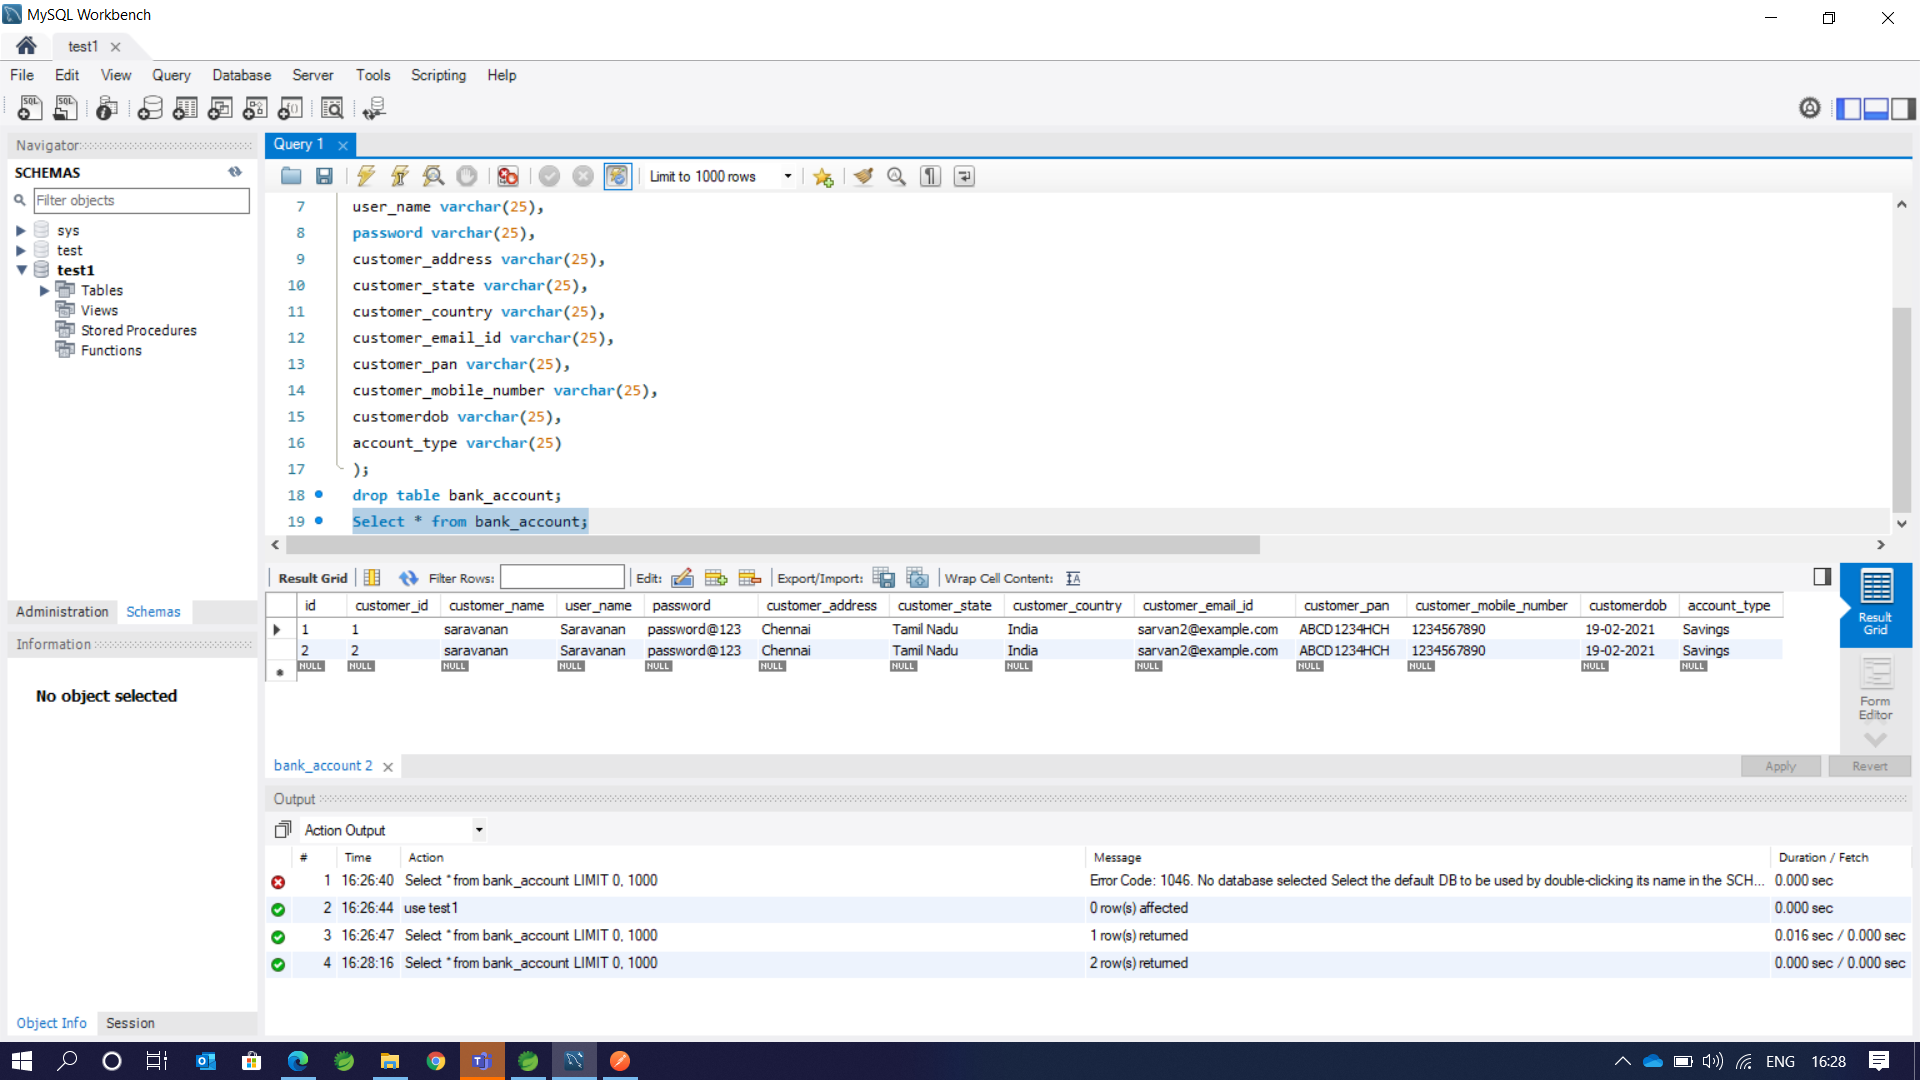 MySQL Workbench
test1
File Edit View Query Database Server Tools Scripting Help
Navigator
SCHEMAS
Filter objects
sys
test
test1
Tables
Views
Stored Procedures
Functions
Administration Schemas
Information
No object selected
Object Info Session
Query 1
Limit to 1000 rows
7 user_name varchar(25),
8 password varchar(25),
9 customer_address varchar(25),
10 customer_state varchar(25),
11 customer_country varchar(25),
12 customer_email_id varchar(25),
13 customer_pan varchar(25),
14 customer_mobile_number varchar(25),
15 customerdob varchar(25),
16 account_type varchar(25)
17 );
18 drop table bank_account;
19 Select * from bank_account;
Result Grid Filter Rows: Edit: Export/Import: Wrap Cell Content:
id customer_id customer_name user_name password customer_address customer_state customer_country customer_email_id customer_pan customer_mobile_number customerdob account_type
1 1 saravanan Saravanan password@123 Chennai Tamil Nadu India sarvan2@example.com ABCD1234HCH 1234567890 19-02-2021 Savings
2 2 saravanan Saravanan password@123 Chennai Tamil Nadu India sarvan2@example.com ABCD1234HCH 1234567890 19-02-2021 Savings
NULL NULL NULL NULL NULL NULL NULL NULL NULL NULL NULL NULL NULL
Result
Grid
Form
Editor
bank_account 2
Apply Revert
Output
Action Output
# Time Action Message Duration / Fetch
1 16:26:40 Select * from bank_account LIMIT 0, 1000 Error Code: 1046. No database selected Select the default DB to be used by double-clicking its name in the SCH... 0.000 sec
2 16:26:44 use test1 0 row(s) affected 0.000 sec
3 16:26:47 Select * from bank_account LIMIT 0, 1000 1 row(s) returned 0.016 sec / 0.000 sec
4 16:28:16 Select * from bank_account LIMIT 0, 1000 2 row(s) returned 0.000 sec / 0.000 sec
ENG 16:28